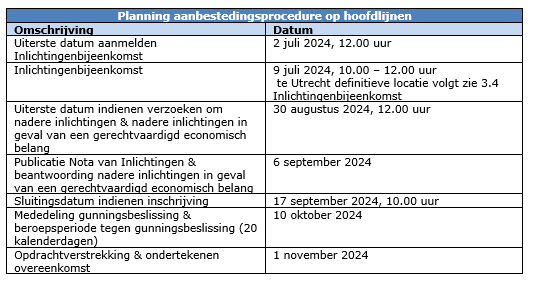 Planning aanbestedingsprocedure op hoofdlijnen
Omschrijving Datum
Uiterste datum aanmelden 2 juli 2024, 12.00 uur
Inlichtingenbijeenkomst
Inlichtingenbijeenkomst 9 juli 2024, 10.00 – 12.00 uur
te Utrecht definitieve locatie volgt zie 3.4
Inlichtingenbijeenkomst
Uiterste datum indienen verzoeken om 30 augustus 2024, 12.00 uur
nadere inlichtingen & nadere inlichtingen in
geval van een gerechtvaardigd economisch
belang
Publicatie Nota van Inlichtingen & 6 september 2024
beantwoording nadere inlichtingen in geval
van een gerechtvaardigd economisch belang
Sluitingsdatum indienen inschrijving 17 september 2024, 10.00 uur
Mededeling gunningsbeslissing & 10 oktober 2024
beroepsperiode tegen gunningsbeslissing (20
kalenderdagen)
Opdrachtverstrekking & ondertekenen 1 november 2024
overeenkomst